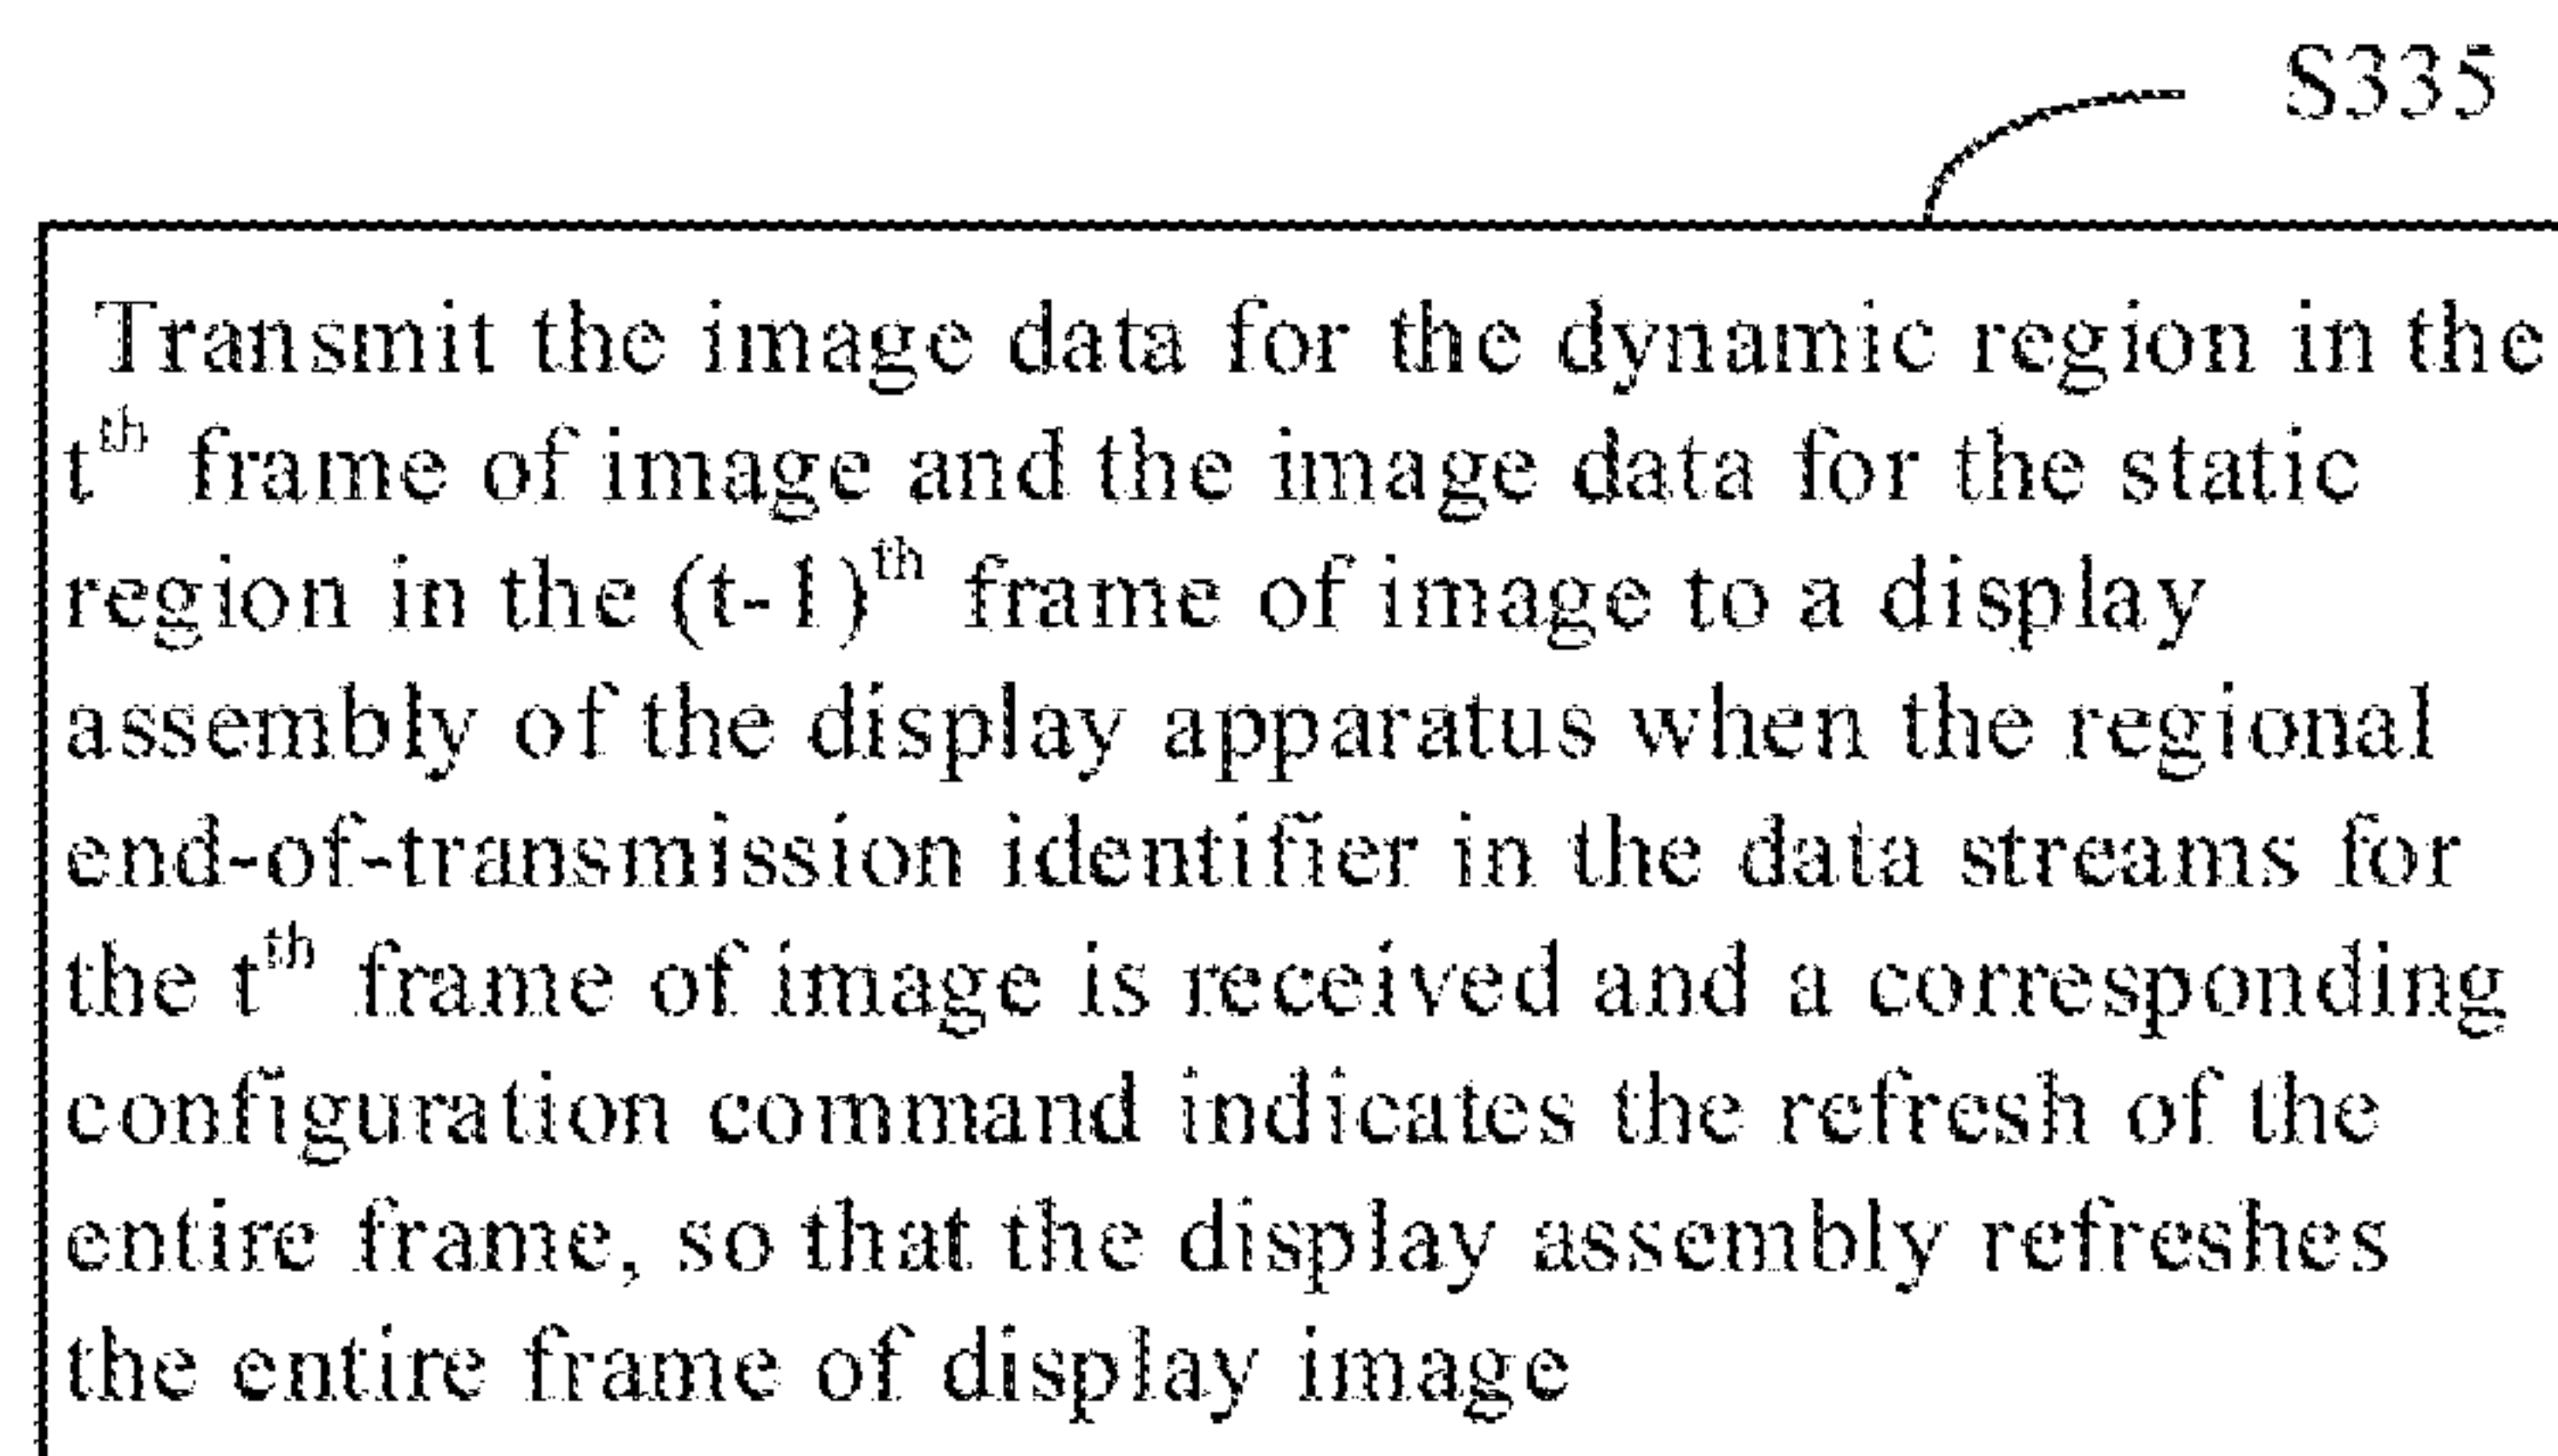 S335
Transmit the image data for the dynamic region in the
tᵗʰ frame of image and the image data for the static
region in the (t-1)ᵗʰ frame of image to a display
assembly of the display apparatus when the regional
end-of-transmission identifier in the data streams for
the tᵗʰ frame of image is received and a corresponding
configuration command indicates the refresh of the
entire frame, so that the display assembly refreshes
the entire frame of display image